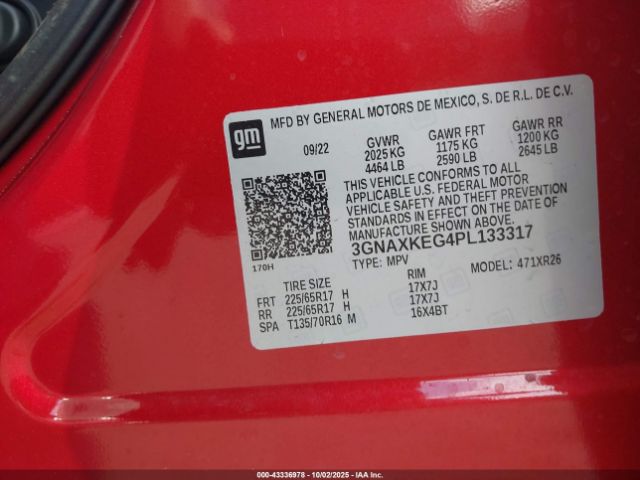 MFD BY GENERAL MOTORS DE MEXICO, S. DE R.L. DE C.V.
gm
09/22
GVWR GAWR FRT GAWR RR
2025 KG 1175 KG 1200 KG
4464 LB 2590 LB 2645 LB
THIS VEHICLE CONFORMS TO ALL
APPLICABLE U.S. FEDERAL MOTOR
VEHICLE SAFETY AND THEFT PREVENTION
STANDARDS IN EFFECT ON THE DATE OF
MANUFACTURE SHOWN ABOVE.
3GNAXKEG4PL133317
170H
TYPE: MPV MODEL: 471XR26
TIRE SIZE RIM
FRT 225/65R17 H 17X7J
RR 225/65R17 H 17X7J
SPA T135/70R16 M 16X4BT
000-43336978 - 10/02/2025 - IAAI.com